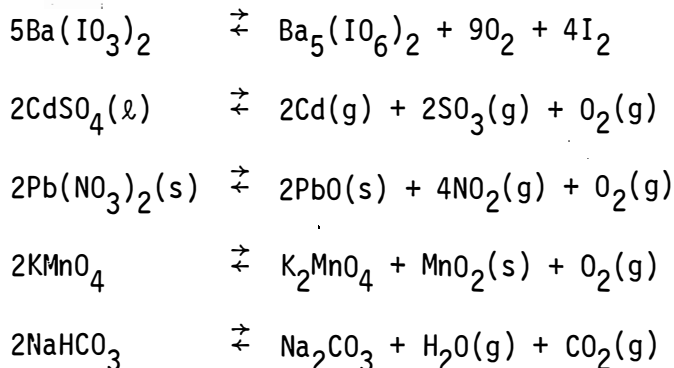 5Ba(IO₃)₂ ⇄ Ba₅(IO₆)₂ + 9O₂ + 4I₂
2CdSO₄(ℓ) ⇄ 2Cd(g) + 2SO₃(g) + O₂(g)
2Pb(NO₃)₂(s) ⇄ 2PbO(s) + 4NO₂(g) + O₂(g)
2KMnO₄ ⇄ K₂MnO₄ + MnO₂(s) + O₂(g)
2NaHCO₃ ⇄ Na₂CO₃ + H₂O(g) + CO₂(g)